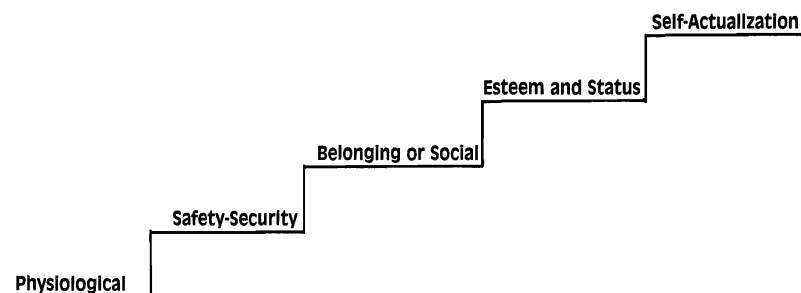 Self-Actualization
Esteem and Status
Belonging or Social
Safety-Security
Physiological